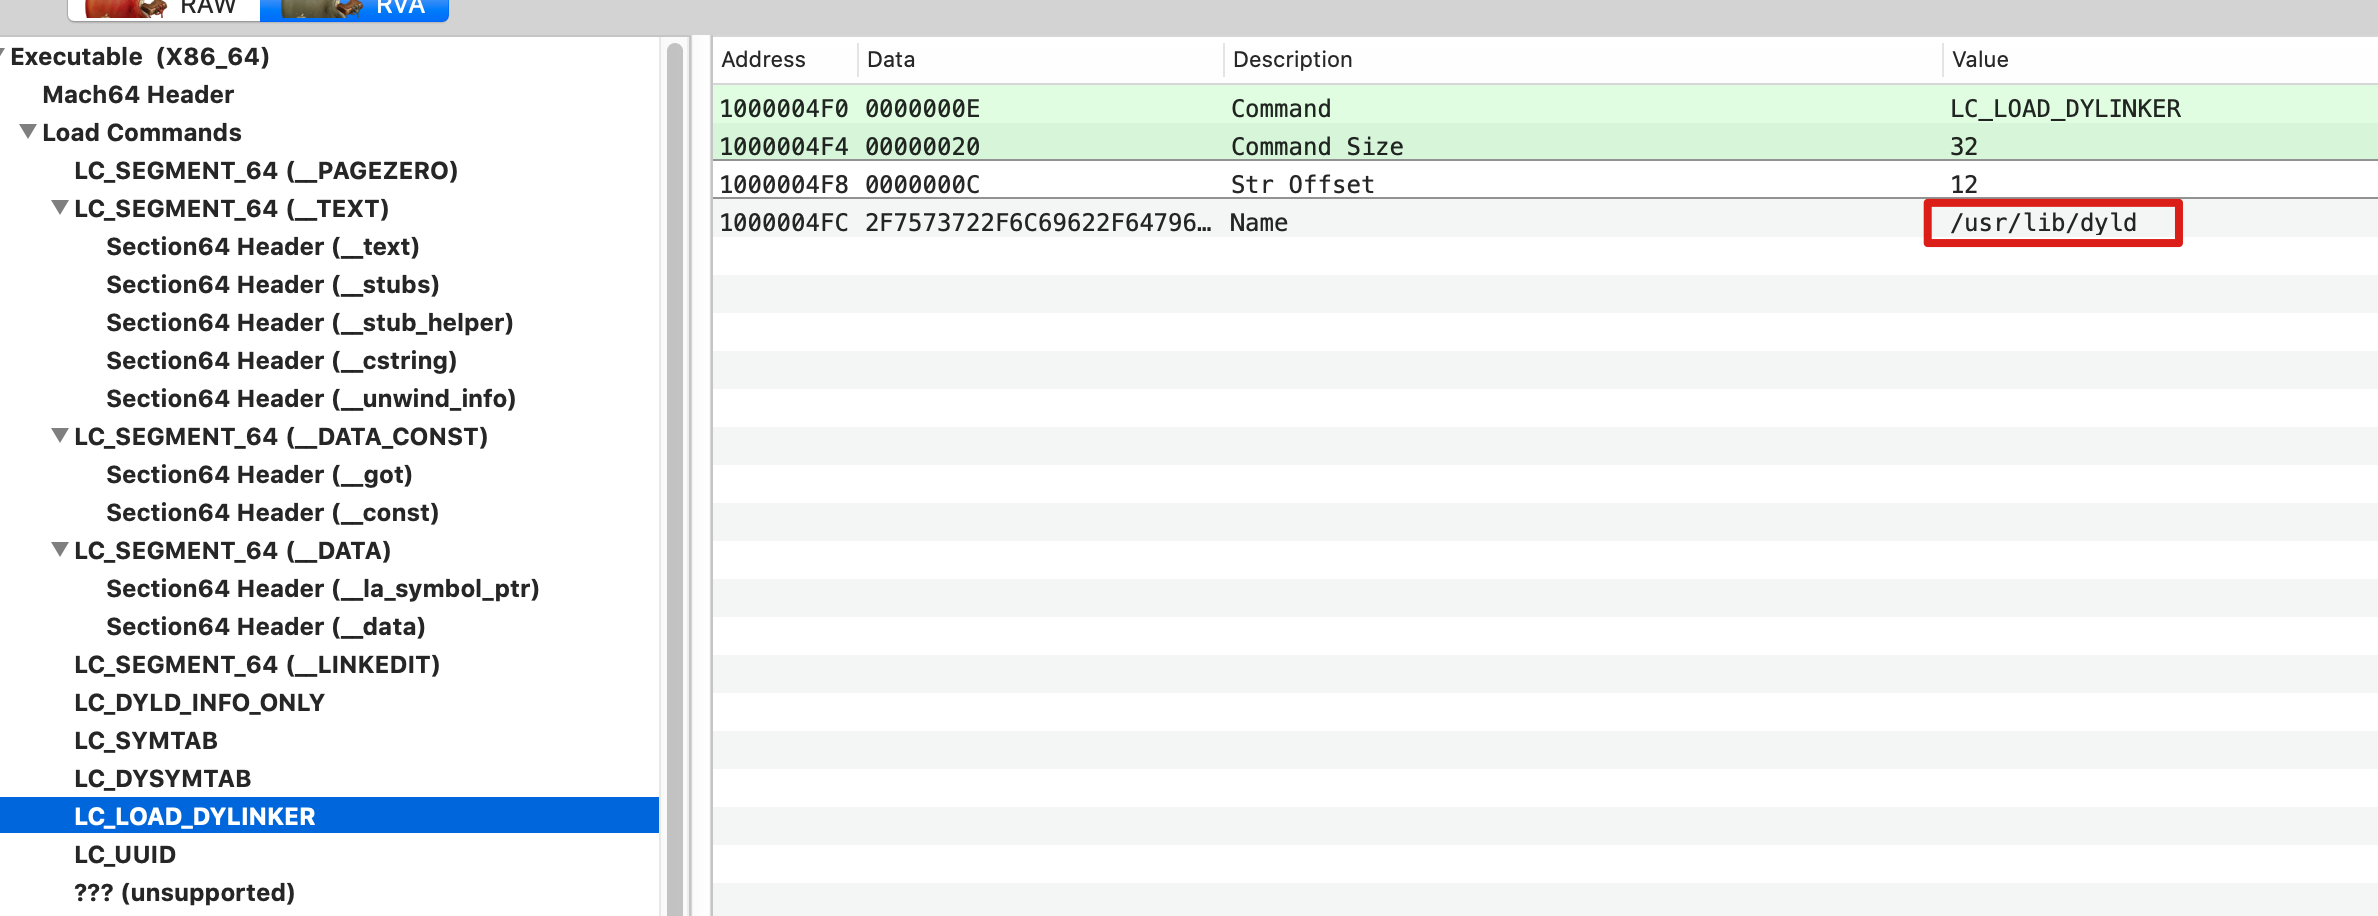 RAW RVA
Executable (X86_64)
Mach64 Header
Load Commands
LC_SEGMENT_64 (__PAGEZERO)
LC_SEGMENT_64 (__TEXT)
Section64 Header (__text)
Section64 Header (__stubs)
Section64 Header (__stub_helper)
Section64 Header (__cstring)
Section64 Header (__unwind_info)
LC_SEGMENT_64 (__DATA_CONST)
Section64 Header (__got)
Section64 Header (__const)
LC_SEGMENT_64 (__DATA)
Section64 Header (__la_symbol_ptr)
Section64 Header (__data)
LC_SEGMENT_64 (__LINKEDIT)
LC_DYLD_INFO_ONLY
LC_SYMTAB
LC_DYSYMTAB
LC_LOAD_DYLINKER
LC_UUID
??? (unsupported)
Address Data Description Value
1000004F0 0000000E Command LC_LOAD_DYLINKER
1000004F4 00000020 Command Size 32
1000004F8 0000000C Str Offset 12
1000004FC 2F7573722F6C69622F64796… Name /usr/lib/dyld